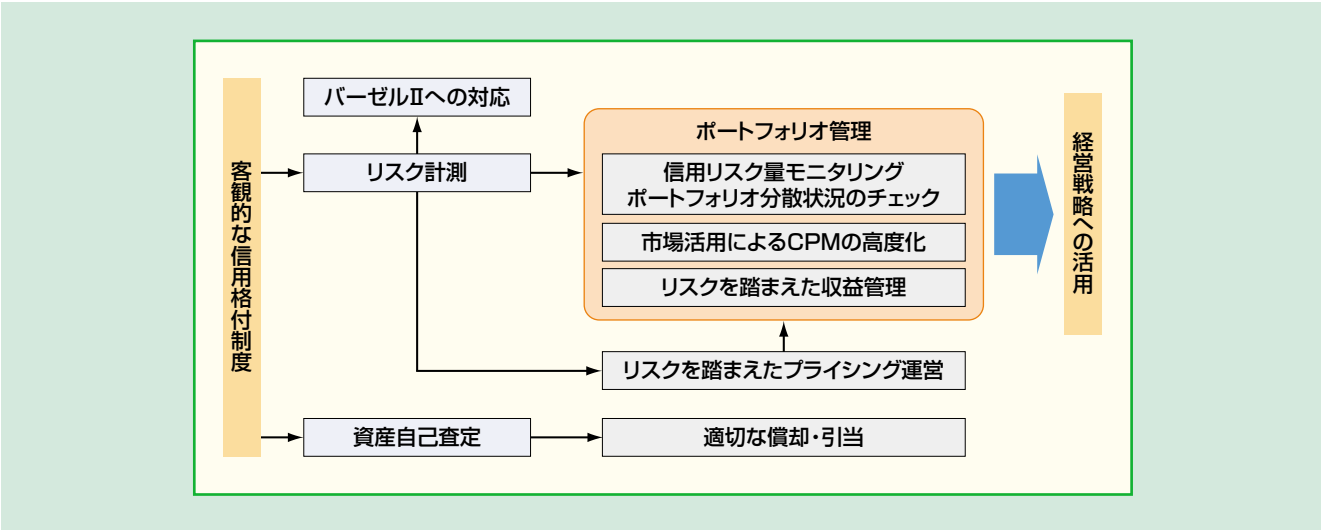 客観的な信用格付制度
バーゼルⅡへの対応
リスク計測
ポートフォリオ管理
信用リスク量モニタリング
ポートフォリオ分散状況のチェック
市場活用によるCPMの高度化
リスクを踏まえた収益管理
リスクを踏まえたプライシング運営
資産自己査定
適切な償却・引当
経営戦略への活用